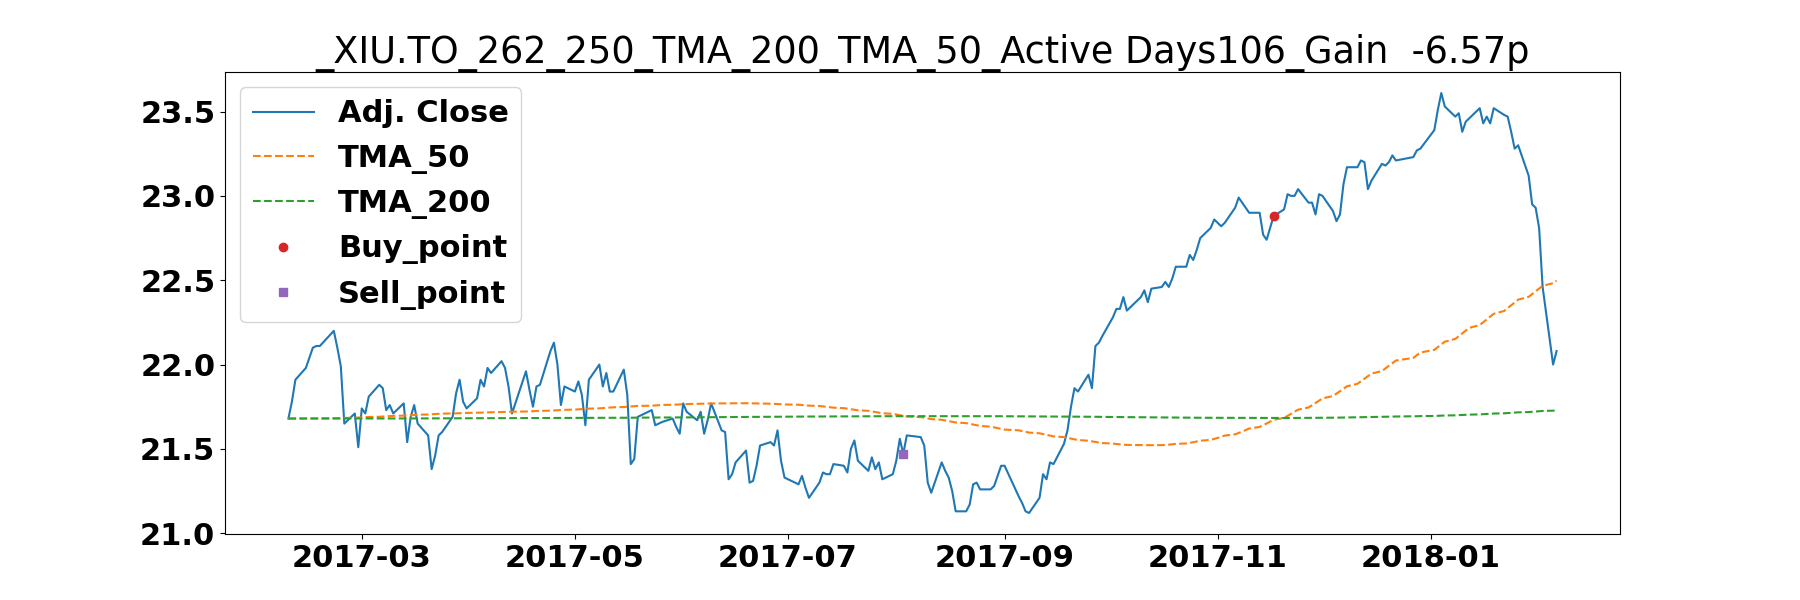 _XIU.TO_262_250_TMA_200_TMA_50_Active Days106_Gain  -6.57p
Adj. Close
TMA_50
TMA_200
Buy_point
Sell_point
23.5
23.0
22.5
22.0
21.5
21.0
2017-03 2017-05 2017-07 2017-09 2017-11 2018-01